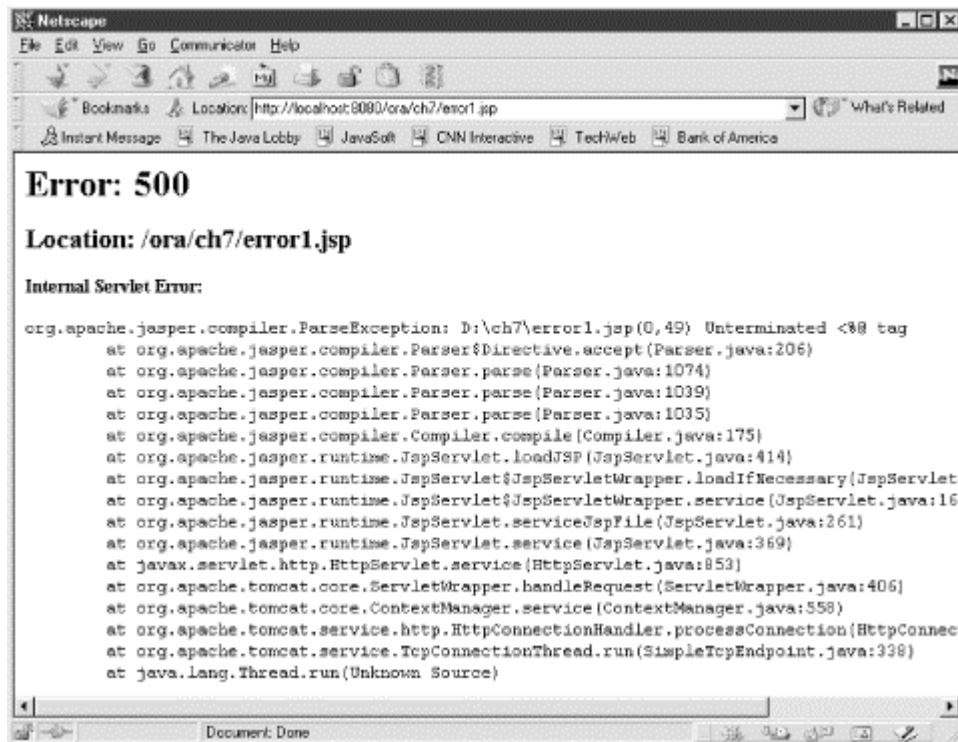 Netscape
File Edit View Go Communicator Help
My
N
Bookmarks Location: http://localhost:8080/ora/ch7/error1.jsp What's Related
Instant Message The Java Lobby JavaSoft CNN Interactive TechWeb Bank of America
Error: 500
Location: /ora/ch7/error1.jsp
Internal Servlet Error:
org.apache.jasper.compiler.ParseException: D:\ch7\error1.jsp(0,49) Unterminated <%@ tag
at org.apache.jasper.compiler.Parser$Directive.accept(Parser.java:206)
at org.apache.jasper.compiler.Parser.parse(Parser.java:1074)
at org.apache.jasper.compiler.Parser.parse(Parser.java:1039)
at org.apache.jasper.compiler.Parser.parse(Parser.java:1035)
at org.apache.jasper.compiler.Compiler.compile(Compiler.java:175)
at org.apache.jasper.runtime.JspServlet.loadJSP(JspServlet.java:414)
at org.apache.jasper.runtime.JspServlet$JspServletWrapper.loadIfNecessary(JspServlet
at org.apache.jasper.runtime.JspServlet$JspServletWrapper.service(JspServlet.java:16
at org.apache.jasper.runtime.JspServlet.serviceJspFile(JspServlet.java:261)
at org.apache.jasper.runtime.JspServlet.service(JspServlet.java:369)
at javax.servlet.http.HttpServlet.service(HttpServlet.java:853)
at org.apache.tomcat.core.ServletWrapper.handleRequest(ServletWrapper.java:406)
at org.apache.tomcat.core.ContextManager.service(ContextManager.java:558)
at org.apache.tomcat.service.http.HttpConnectionHandler.processConnection(HttpConnec
at org.apache.tomcat.service.TcpConnectionThread.run(SimpleTcpEndpoint.java:338)
at java.lang.Thread.run(Unknown Source)
Document: Done